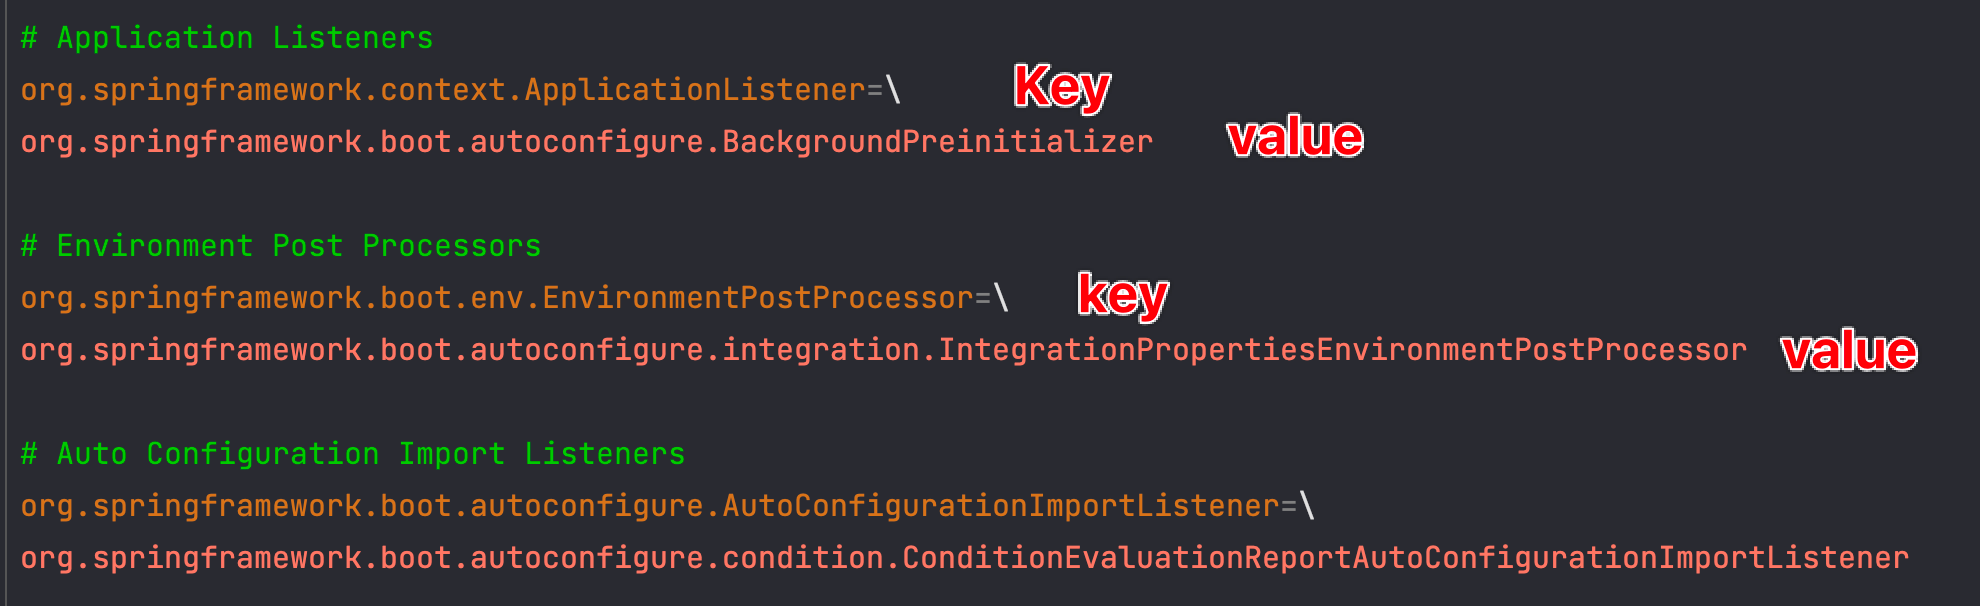 # Application Listeners
org.springframework.context.ApplicationListener=\ Key
org.springframework.boot.autoconfigure.BackgroundPreinitializer value
# Environment Post Processors
org.springframework.boot.env.EnvironmentPostProcessor=\ key
org.springframework.boot.autoconfigure.integration.IntegrationPropertiesEnvironmentPostProcessor value
# Auto Configuration Import Listeners
org.springframework.boot.autoconfigure.AutoConfigurationImportListener=\
org.springframework.boot.autoconfigure.condition.ConditionEvaluationReportAutoConfigurationImportListener